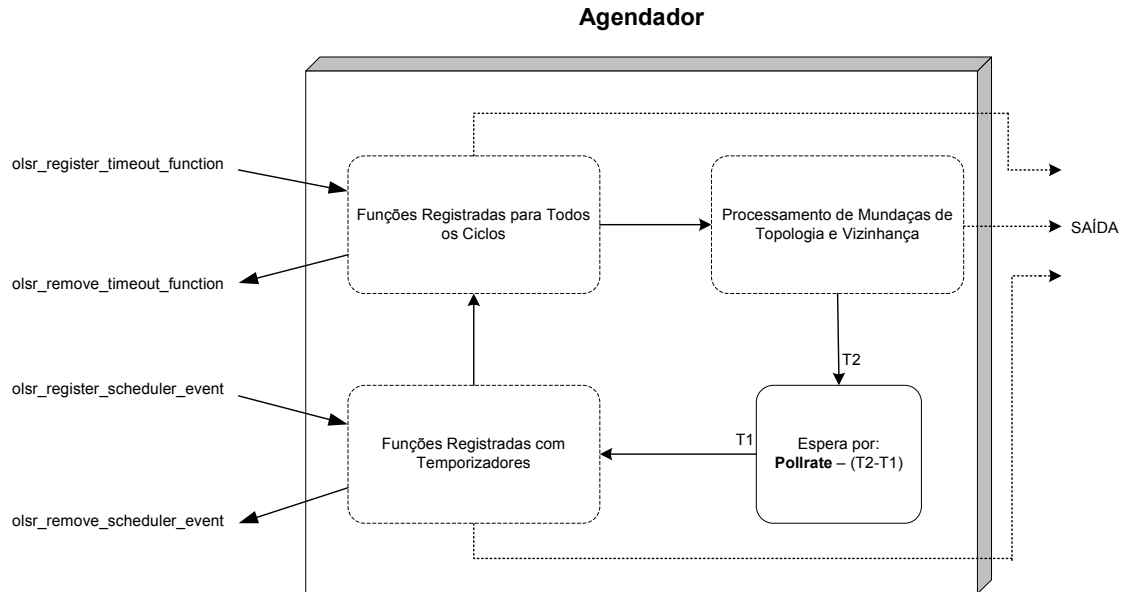 Agendador
olsr_register_timeout_function
Funções Registradas para Todos
os Ciclos
Processamento de Mundaças de
Topologia e Vizinhança
SAÍDA
olsr_remove_timeout_function
T2
olsr_register_scheduler_event
T1
Funções Registradas com
Temporizadores
Espera por:
Pollrate – (T2-T1)
olsr_remove_scheduler_event